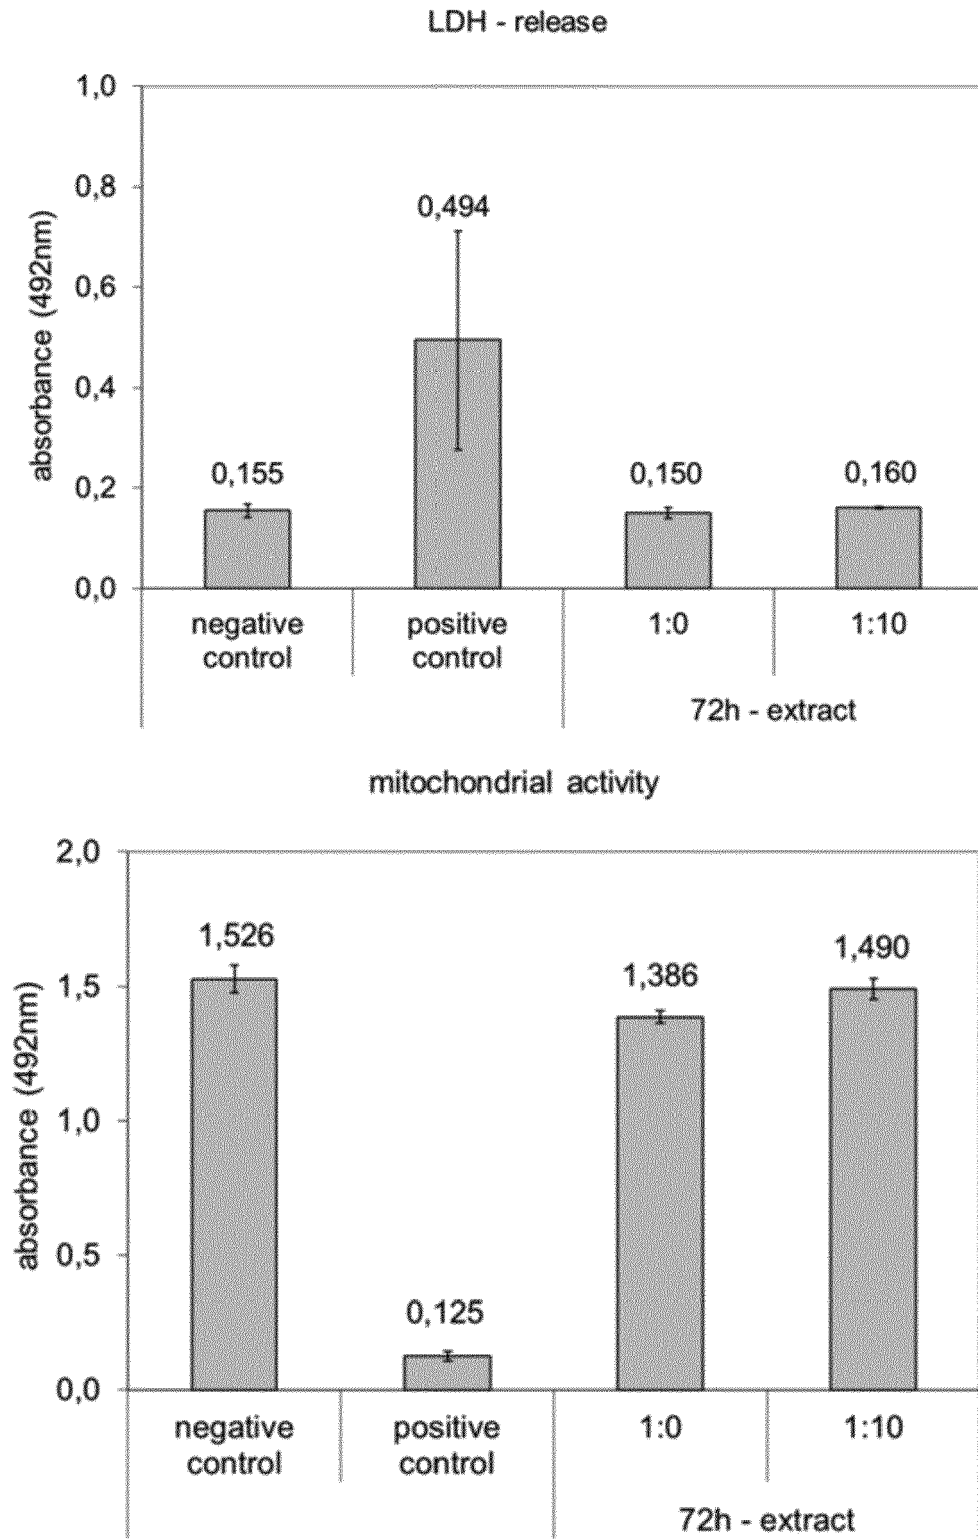 LDH - release
absorbance (492nm)
1,0
0,8
0,6
0,4
0,2
0,0
0,155
0,494
0,150
0,160
negative
control
positive
control
1:0
1:10
72h - extract
mitochondrial activity
absorbance (492nm)
2,0
1,5
1,0
0,5
0,0
1,526
0,125
1,386
1,490
negative
control
positive
control
1:0
1:10
72h - extract